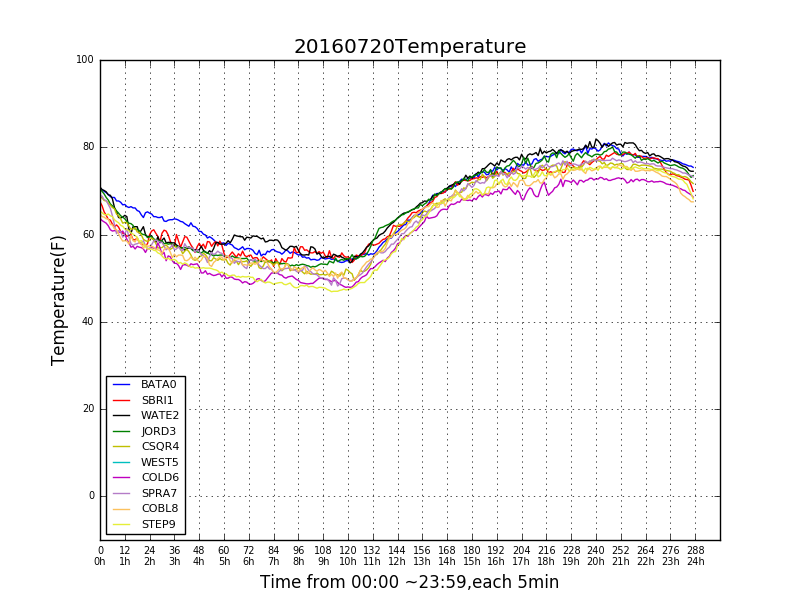 20160720Temperature
100
80
60
40
20
0
Temperature(F)
BATA0
SBRI1
WATE2
JORD3
CSQR4
WEST5
COLD6
SPRA7
COBL8
STEP9
0 12 24 36 48 60 72 84 96 108 120 132 144 156 168 180 192 204 216 228 240 252 264 276 288
0h 1h 2h 3h 4h 5h 6h 7h 8h 9h 10h 11h 12h 13h 14h 15h 16h 17h 18h 19h 20h 21h 22h 23h 24h
Time from 00:00 ~23:59,each 5min